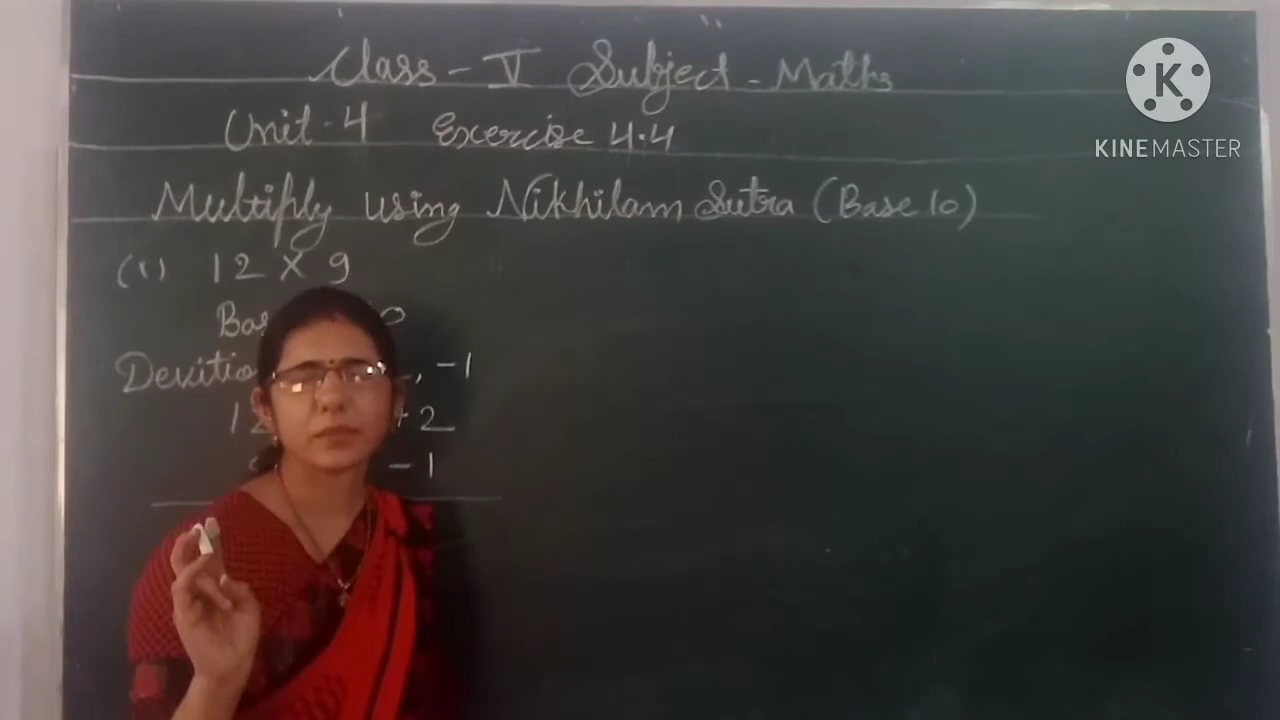 Class - V Subject - Maths
Unit - 4 Exercise 4.4
Multiply using Nikhilam Sutra (Base 10)
(1) 12 X 9
, -1
+2
- 1
K
KINEMASTER